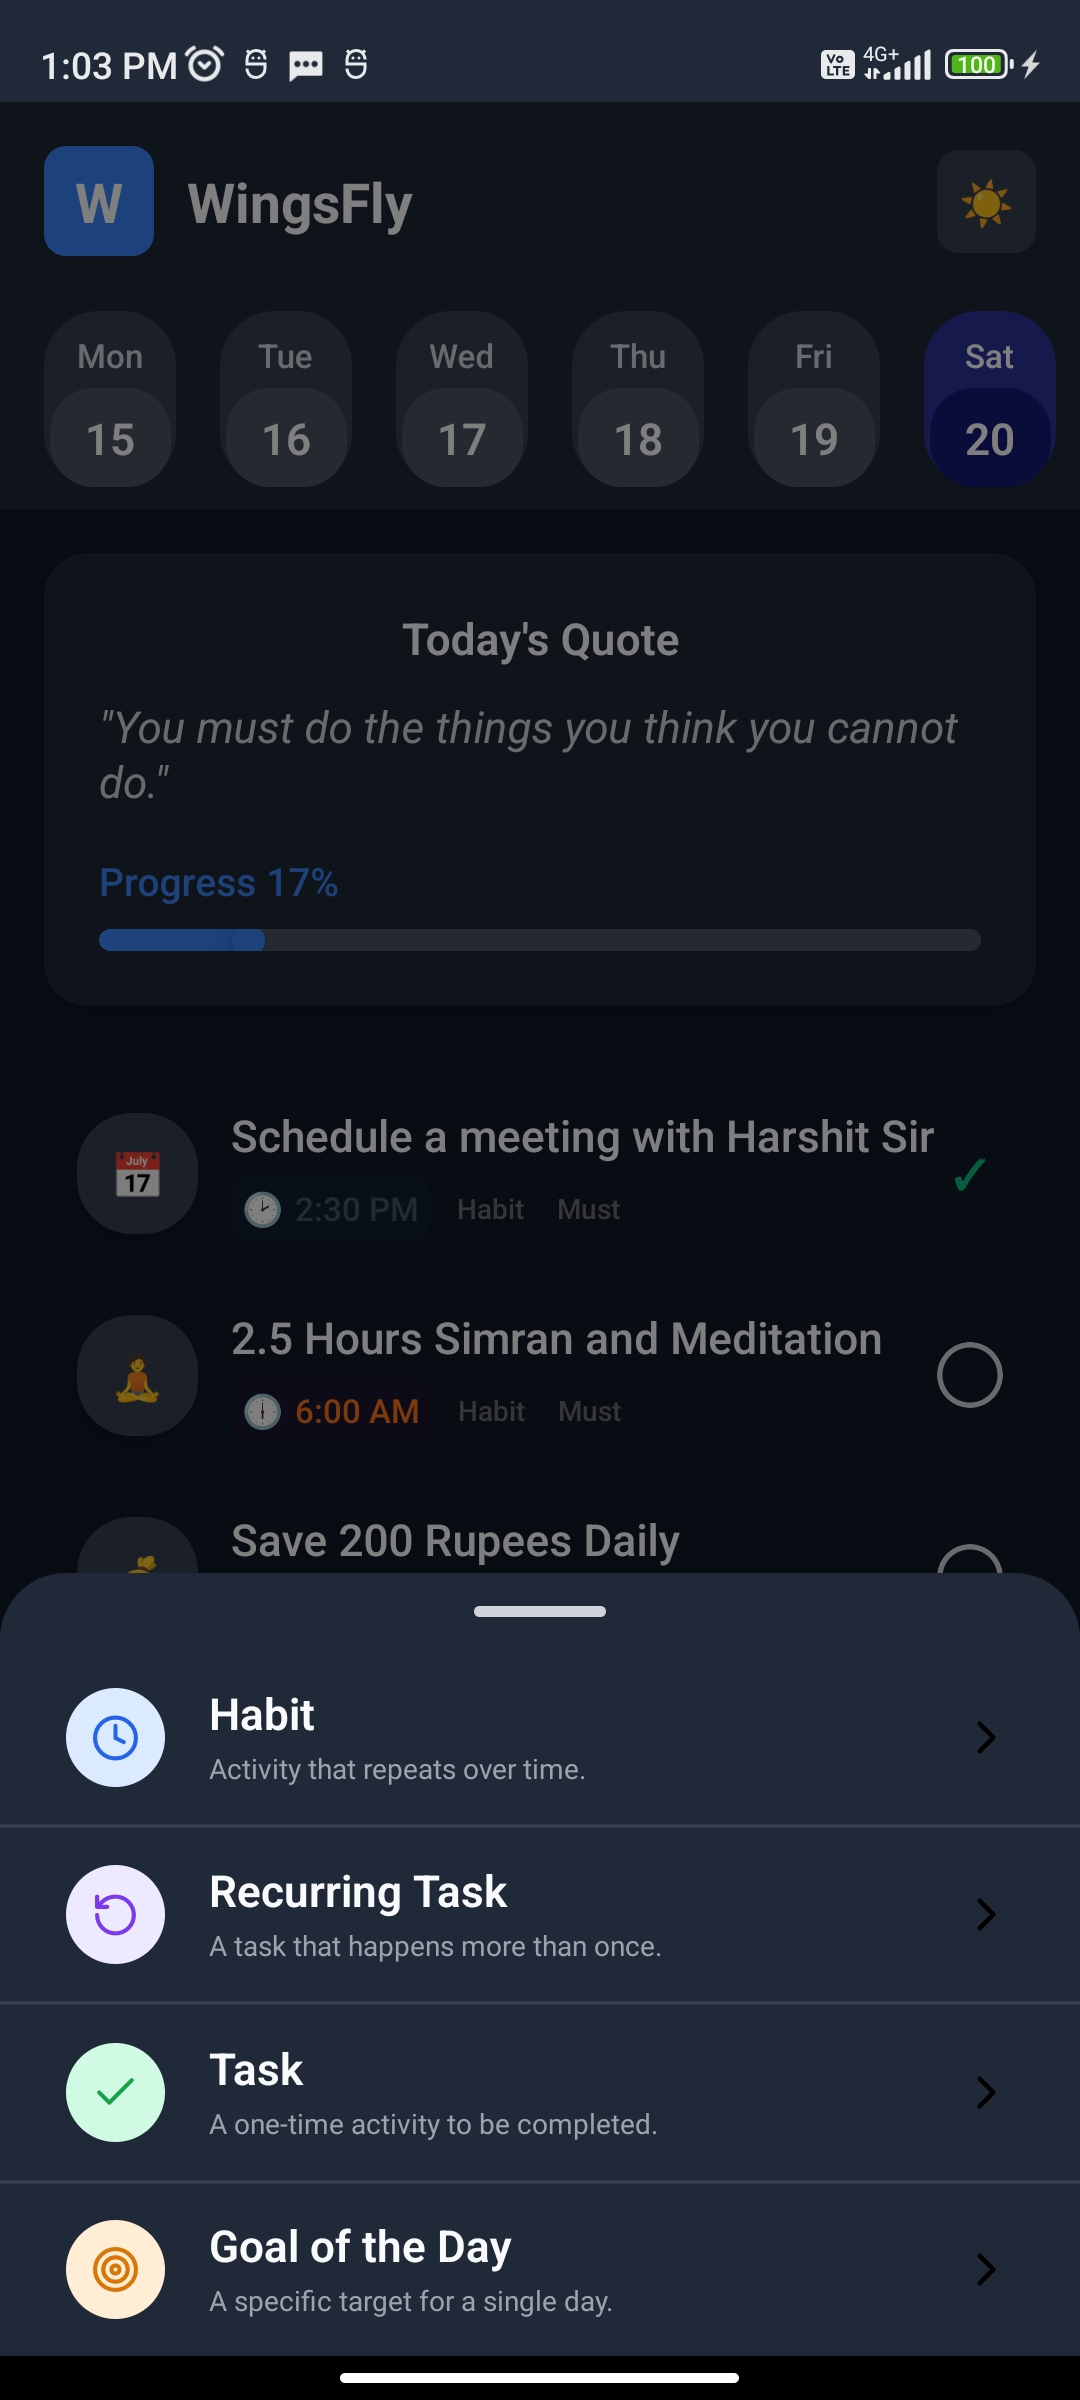 1:03 PM
Vo LTE 4G+ 100
W WingsFly
Mon Tue Wed Thu Fri Sat
15 16 17 18 19 20
Today's Quote
"You must do the things you think you cannot
do."
Progress 17%
Schedule a meeting with Harshit Sir
July 17
2:30 PM Habit Must
2.5 Hours Simran and Meditation
6:00 AM Habit Must
Save 200 Rupees Daily
Habit
Activity that repeats over time.
Recurring Task
A task that happens more than once.
Task
A one-time activity to be completed.
Goal of the Day
A specific target for a single day.